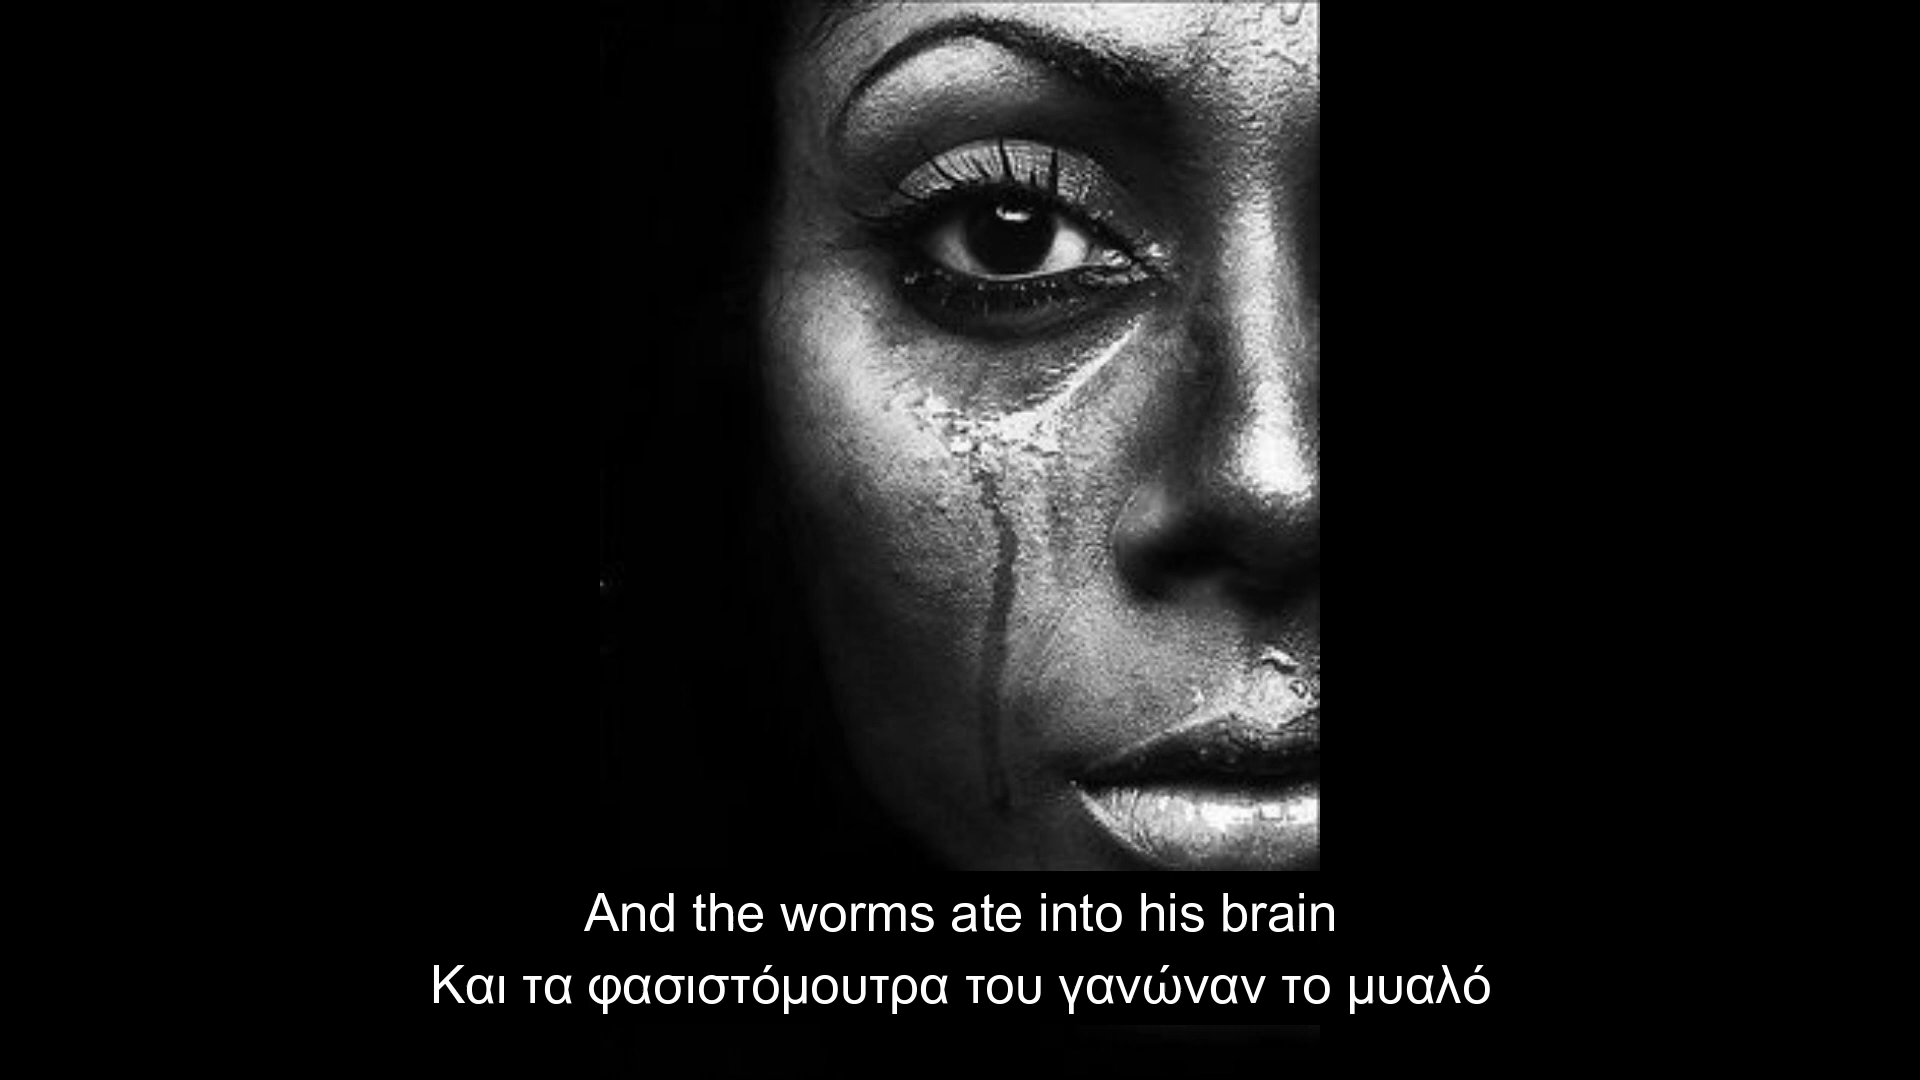 And the worms ate into his brain
Και τα φασιστόμουτρα του γανώναν το μυαλό